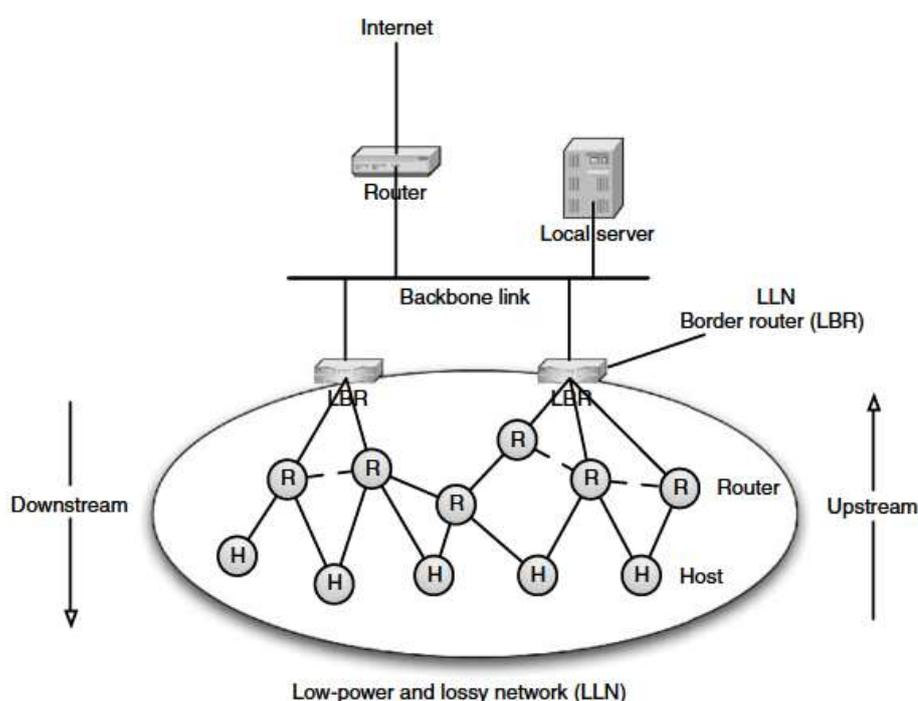 Internet
Router
Local server
Backbone link
LLN
Border router (LBR)
LBR
LBR
R
R
R
R
R
R
Router
Downstream
Upstream
H
H
H
H
H
Host
Low-power and lossy network (LLN)